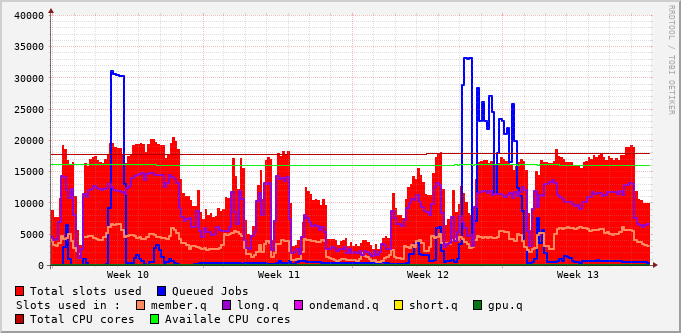 40000
35000
30000
25000
20000
15000
10000
5000
0
Week 10 Week 11 Week 12 Week 13
RRDTOOL / TOBI OETIKER
Total slots used Queued Jobs
Slots used in : member.q long.q ondemand.q short.q gpu.q
Total CPU cores Availale CPU cores